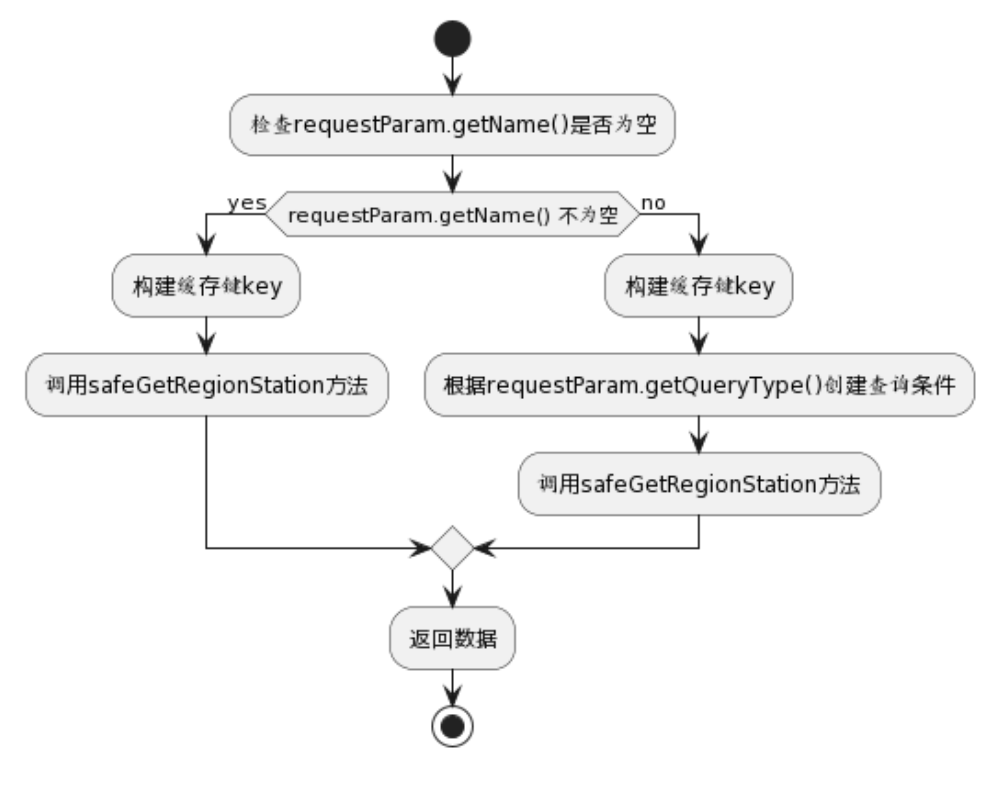 检查requestParam.getName()是否为空
yes
requestParam.getName() 不为空
no
构建缓存键key
构建缓存键key
调用safeGetRegionStation方法
根据requestParam.getQueryType()创建查询条件
调用safeGetRegionStation方法
返回数据